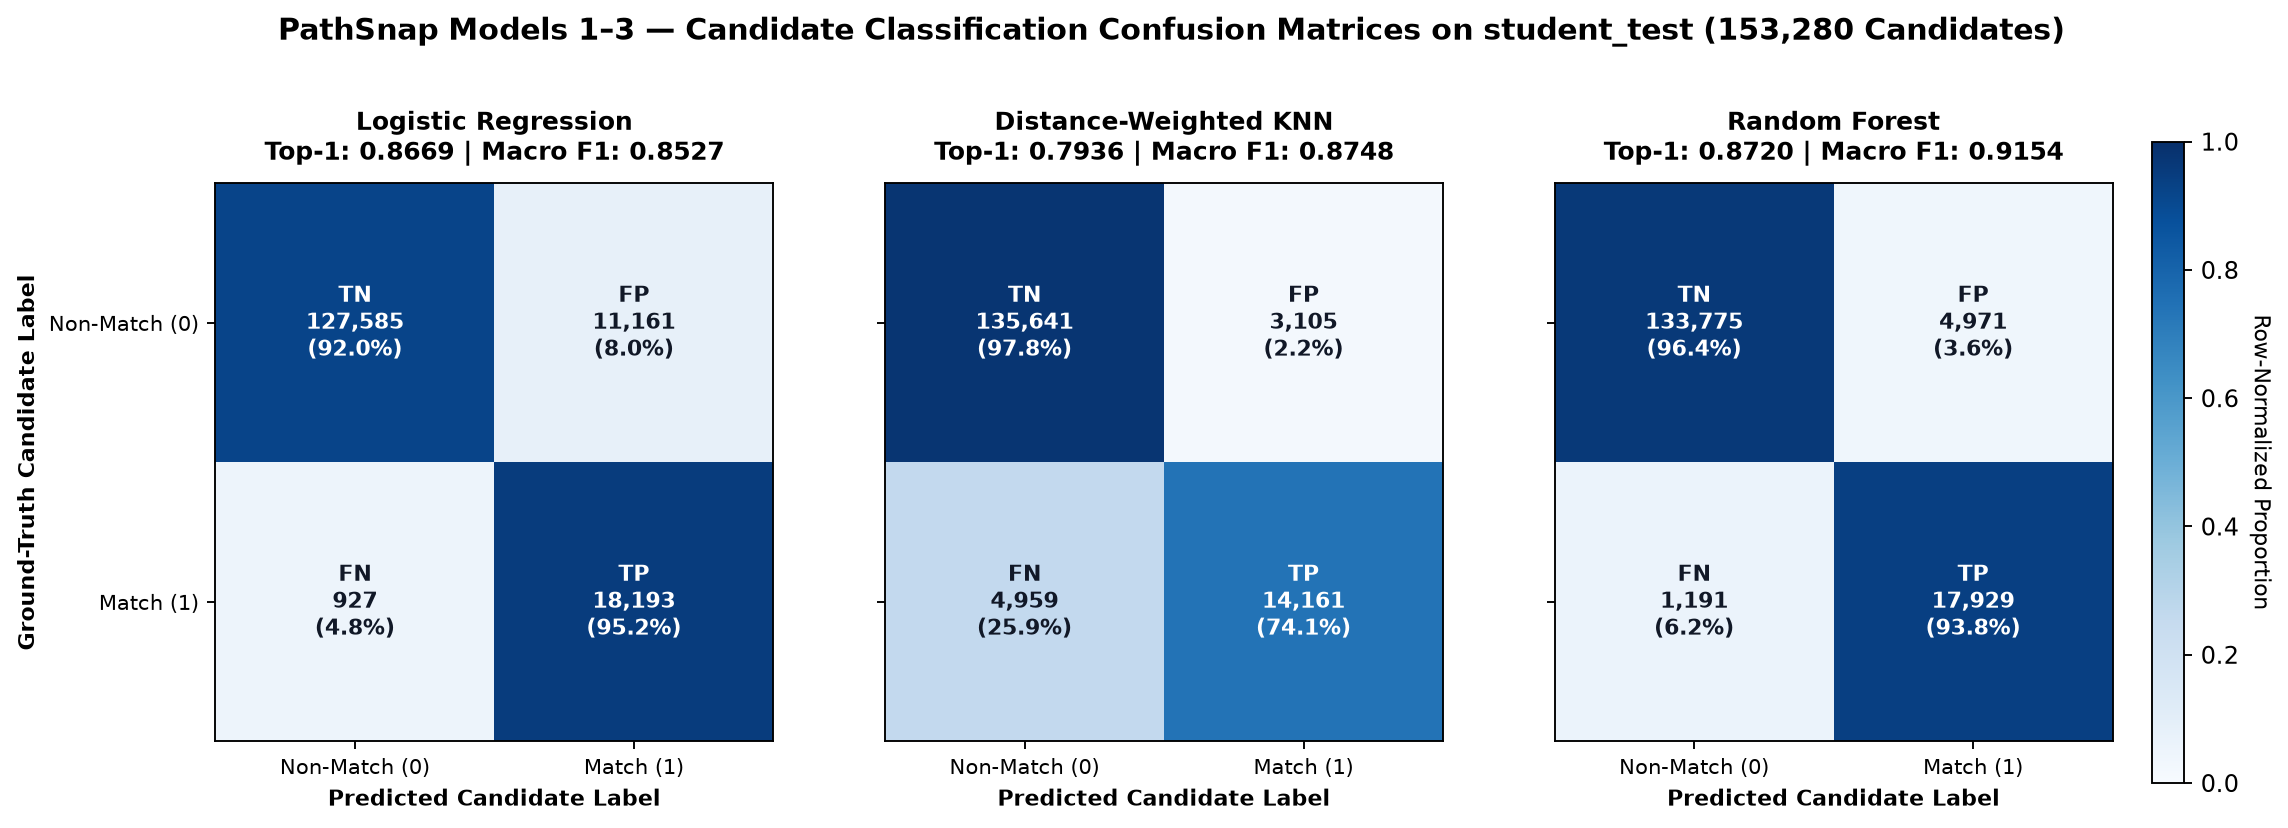 PathSnap Models 1–3 — Candidate Classification Confusion Matrices on student_test (153,280 Candidates)
Logistic Regression
Top-1: 0.8669 | Macro F1: 0.8527
Ground-Truth Candidate Label
Non-Match (0)
Match (1)
TN
127,585
(92.0%)
FP
11,161
(8.0%)
FN
927
(4.8%)
TP
18,193
(95.2%)
Non-Match (0)
Match (1)
Predicted Candidate Label
Distance-Weighted KNN
Top-1: 0.7936 | Macro F1: 0.8748
TN
135,641
(97.8%)
FP
3,105
(2.2%)
FN
4,959
(25.9%)
TP
14,161
(74.1%)
Non-Match (0)
Match (1)
Predicted Candidate Label
Random Forest
Top-1: 0.8720 | Macro F1: 0.9154
TN
133,775
(96.4%)
FP
4,971
(3.6%)
FN
1,191
(6.2%)
TP
17,929
(93.8%)
Non-Match (0)
Match (1)
Predicted Candidate Label
1.0
0.8
0.6
0.4
0.2
0.0
Row-Normalized Proportion